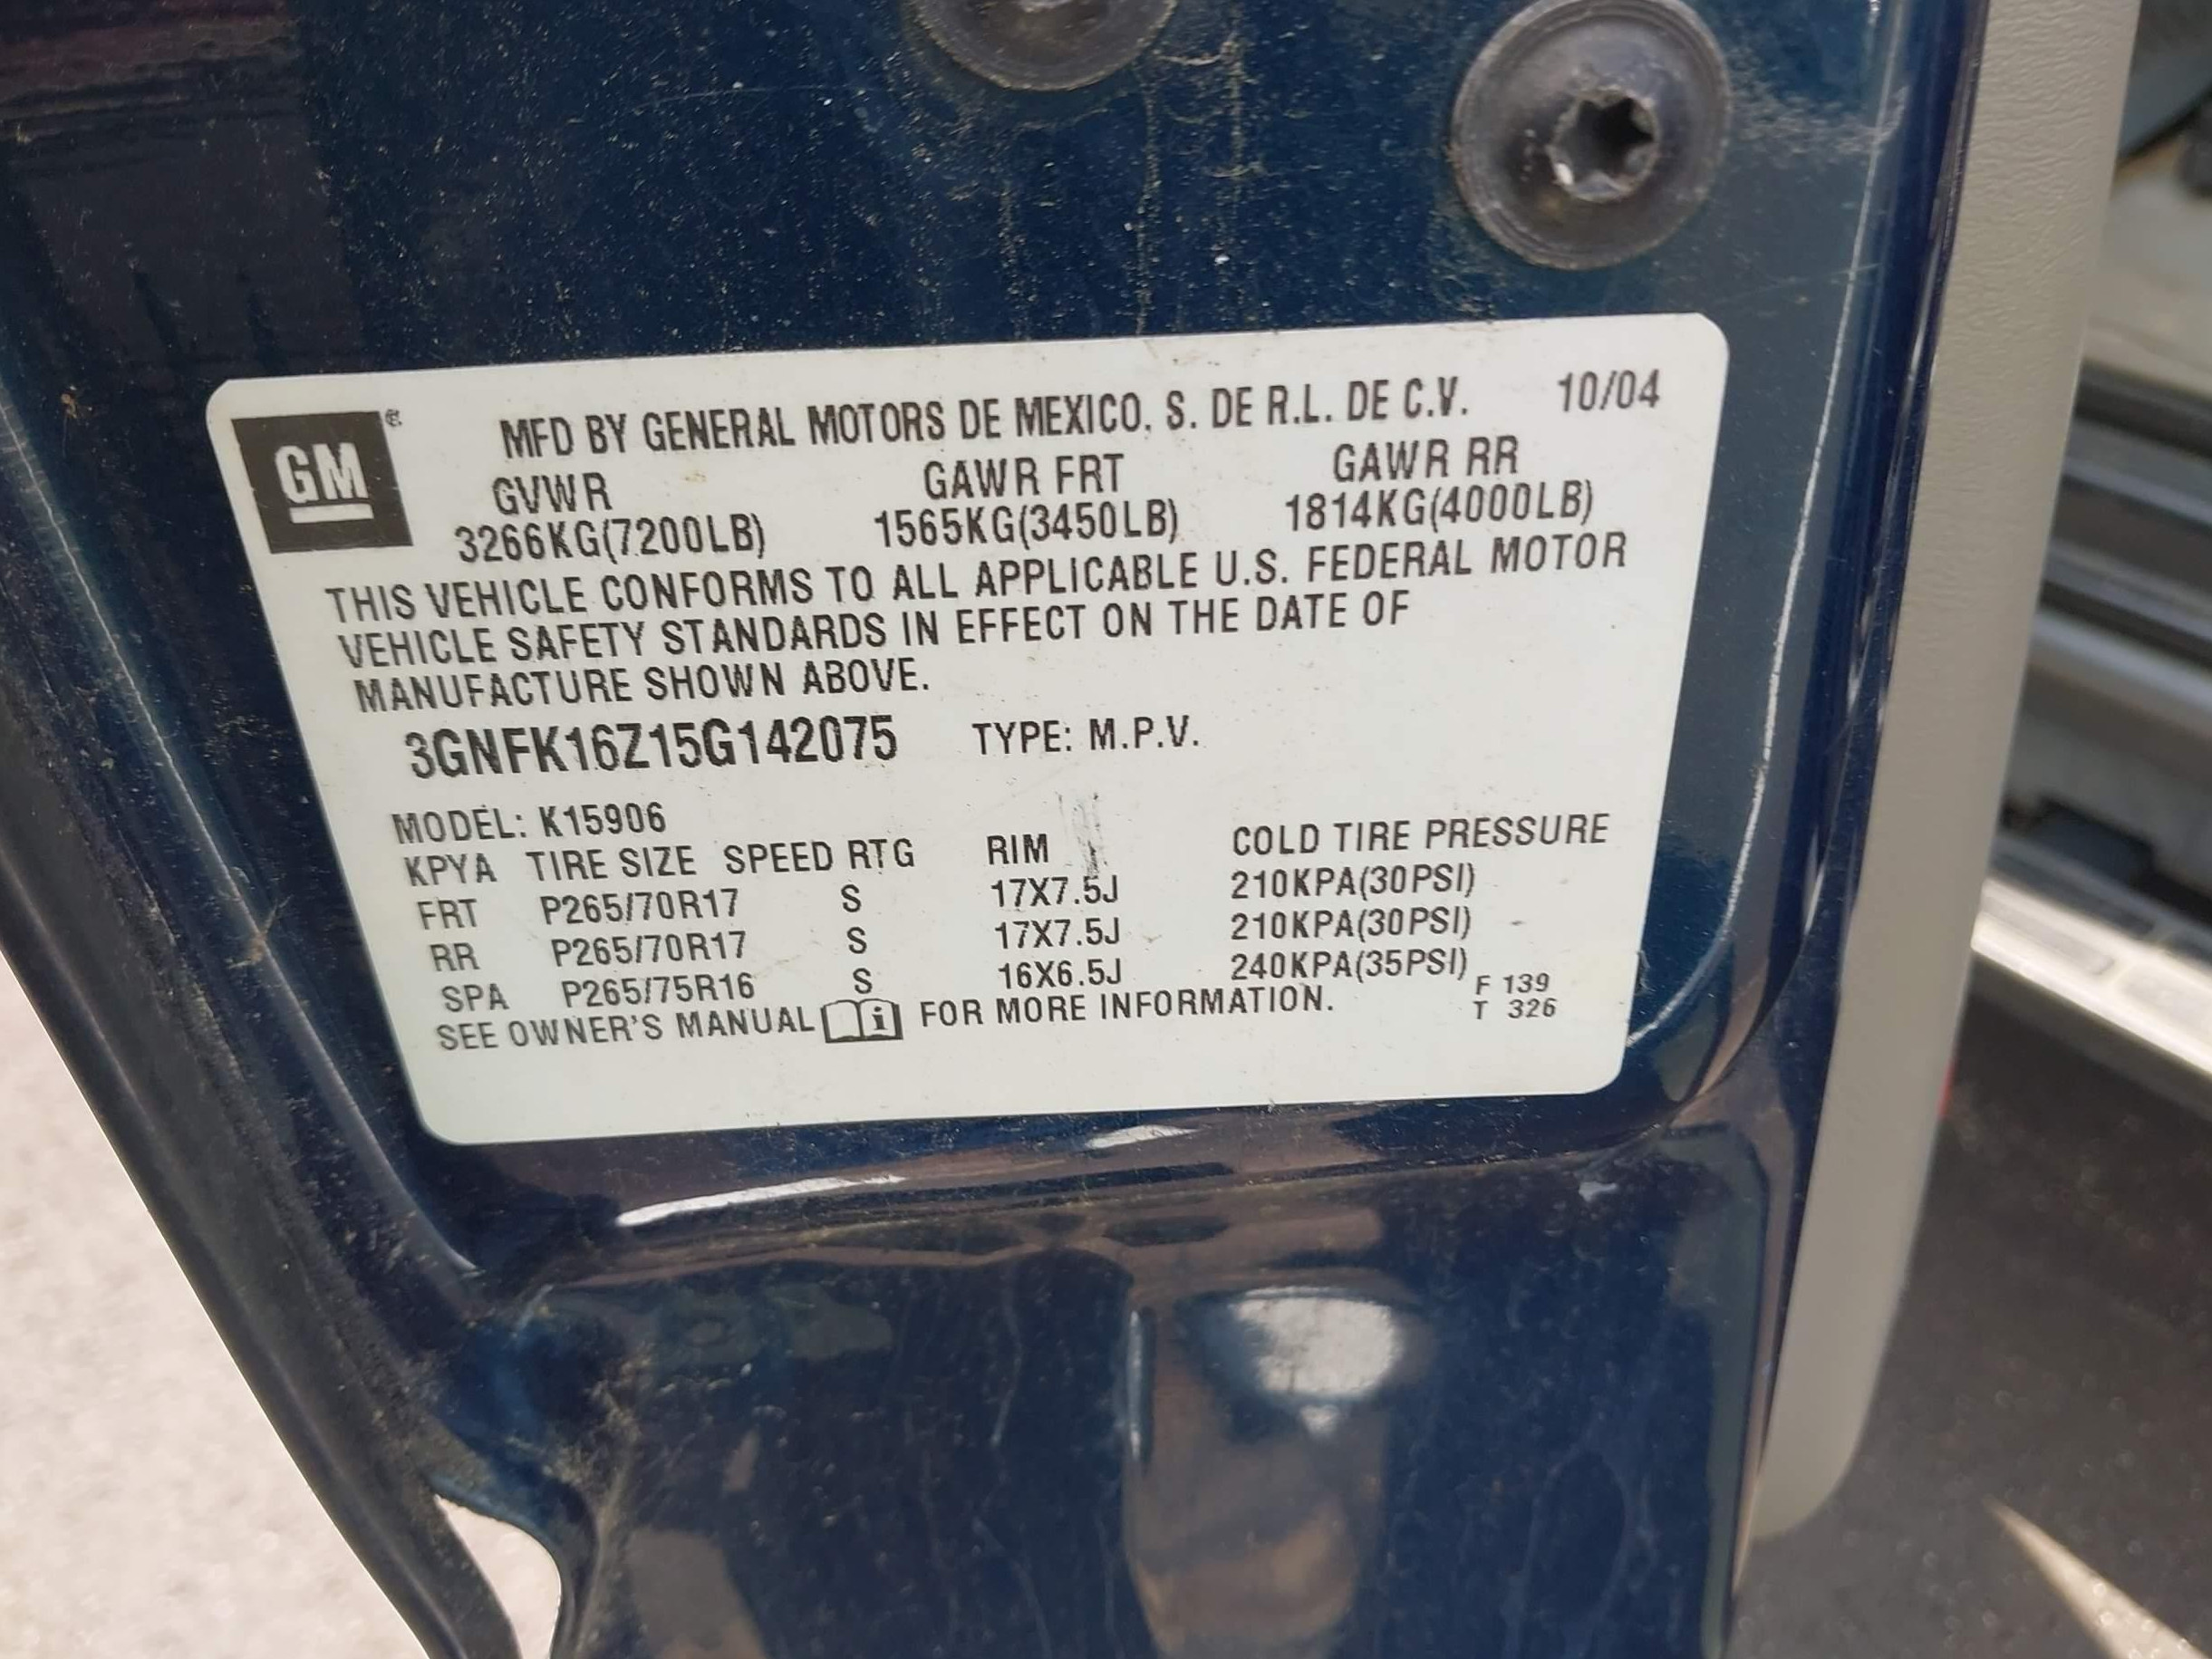 GM ® MFD BY GENERAL MOTORS DE MEXICO, S. DE R.L. DE C.V. 10/04
GVWR GAWR FRT GAWR RR
3266KG(7200LB) 1565KG(3450LB) 1814KG(4000LB)
THIS VEHICLE CONFORMS TO ALL APPLICABLE U.S. FEDERAL MOTOR
VEHICLE SAFETY STANDARDS IN EFFECT ON THE DATE OF
MANUFACTURE SHOWN ABOVE.
3GNFK16Z15G142075 TYPE: M.P.V.
MODEL: K15906
KPYA TIRE SIZE SPEED RTG RIM COLD TIRE PRESSURE
FRT P265/70R17 S 17X7.5J 210KPA(30PSI)
RR P265/70R17 S 17X7.5J 210KPA(30PSI)
SPA P265/75R16 S 16X6.5J 240KPA(35PSI)
SEE OWNER'S MANUAL i FOR MORE INFORMATION.
F 139
T 326